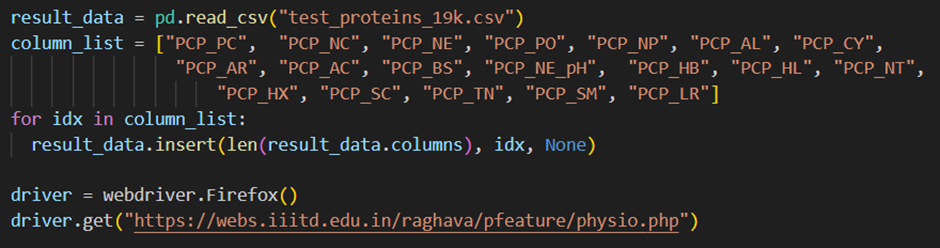 result_data = pd.read_csv("test_proteins_19k.csv")
column_list = ["PCP_PC",  "PCP_NC", "PCP_NE", "PCP_PO", "PCP_NP", "PCP_AL", "PCP_CY",
"PCP_AR", "PCP_AC", "PCP_BS", "PCP_NE_pH",  "PCP_HB", "PCP_HL", "PCP_NT",
"PCP_HX", "PCP_SC", "PCP_TN", "PCP_SM", "PCP_LR"]
for idx in column_list:
result_data.insert(len(result_data.columns), idx, None)
driver = webdriver.Firefox()
driver.get("https://webs.iiitd.edu.in/raghava/pfeature/physio.php")